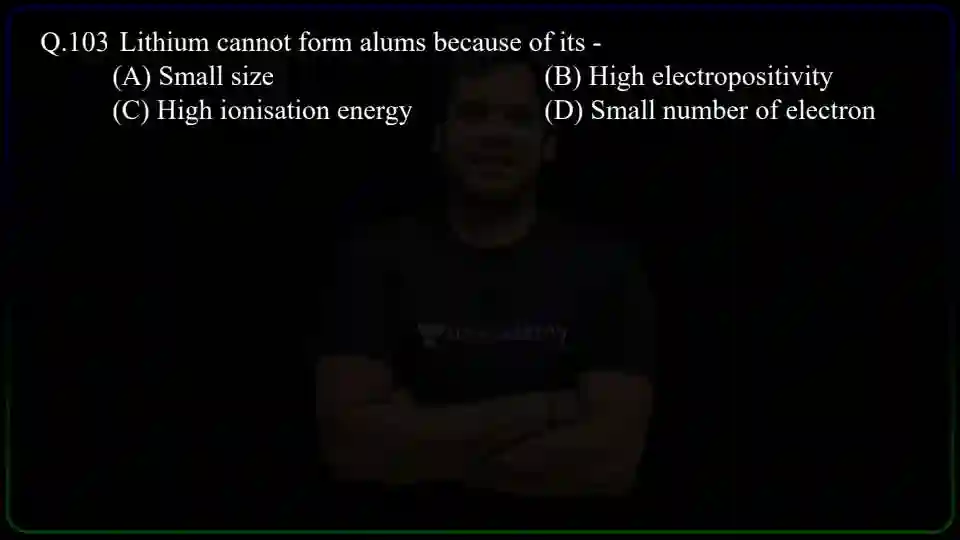 Q.103 Lithium cannot form alums because of its -
(A) Small size (B) High electropositivity
(C) High ionisation energy (D) Small number of electron